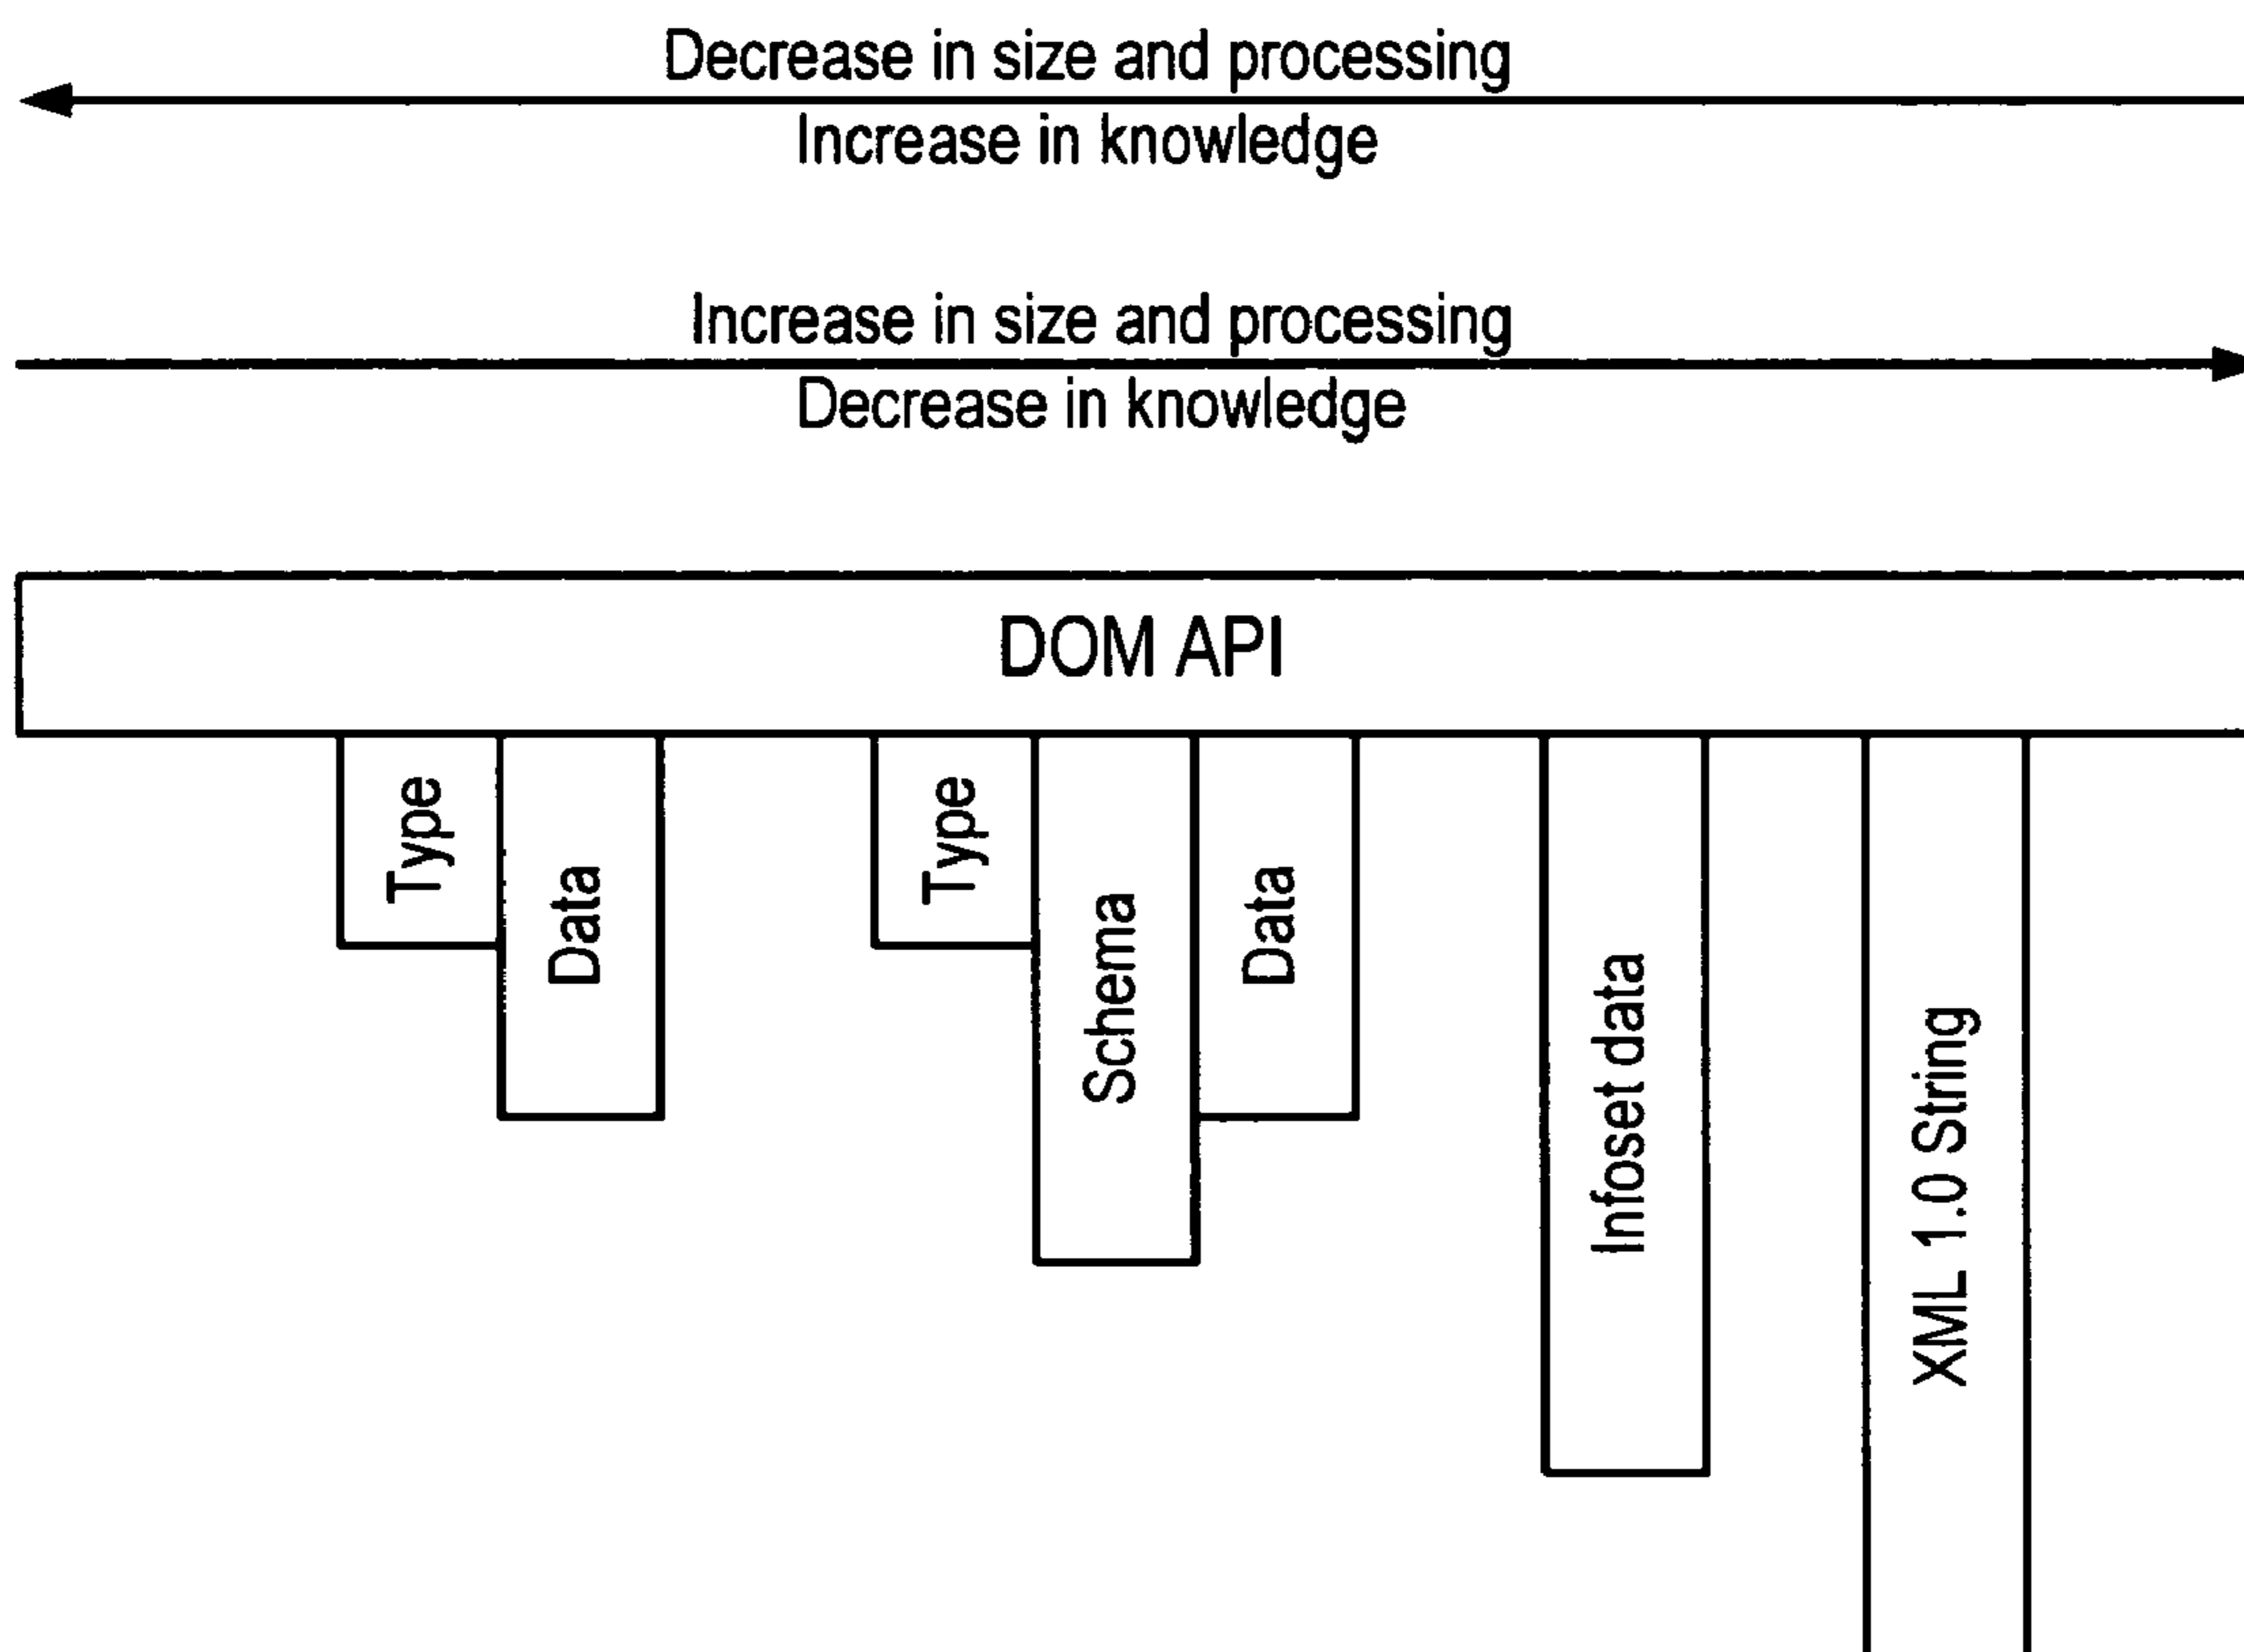 Decrease in size and processing
Increase in knowledge
Increase in size and processing
Decrease in knowledge
DOM API
Type
Data
Type
Schema
Data
Infoset data
XML 1.0 String